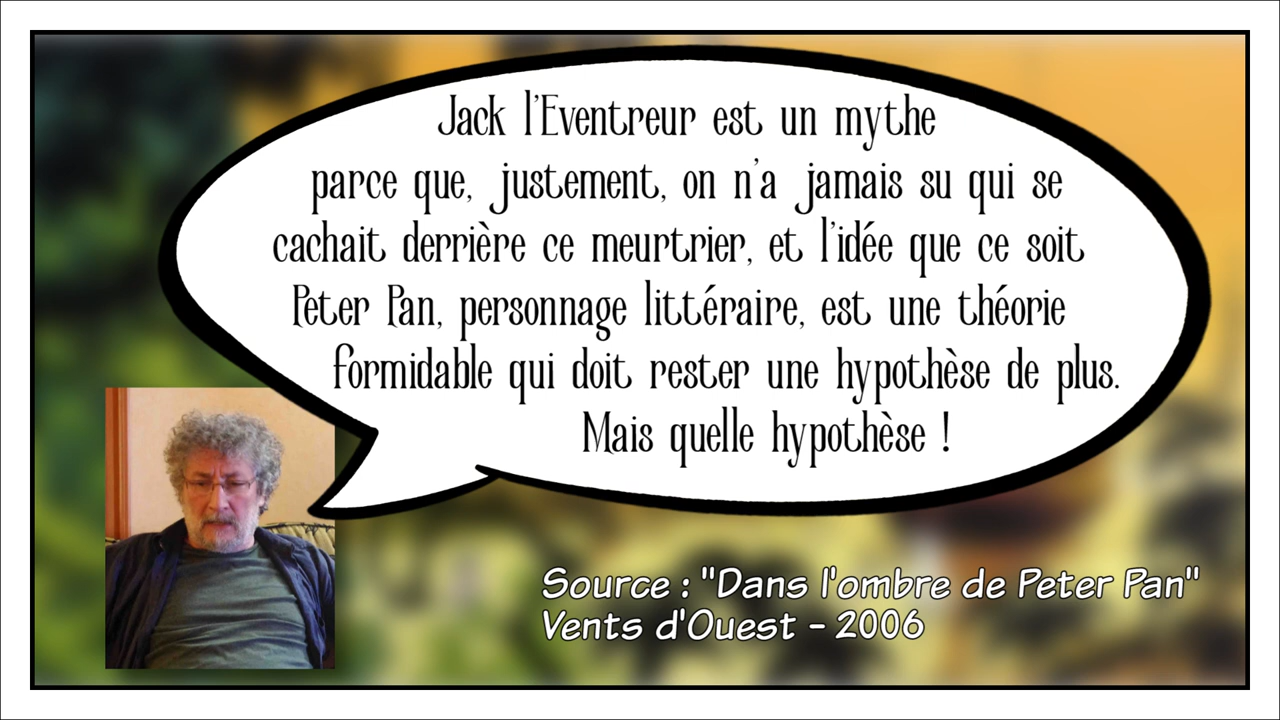 Jack l'Eventreur est un mythe
parce que, justement, on n'a jamais su qui se
cachait derrière ce meurtrier, et l'idée que ce soit
Peter Pan, personnage littéraire, est une théorie
formidable qui doit rester une hypothèse de plus.
Mais quelle hypothèse !
Source : "Dans l'ombre de Peter Pan"
Vents d'Ouest - 2006